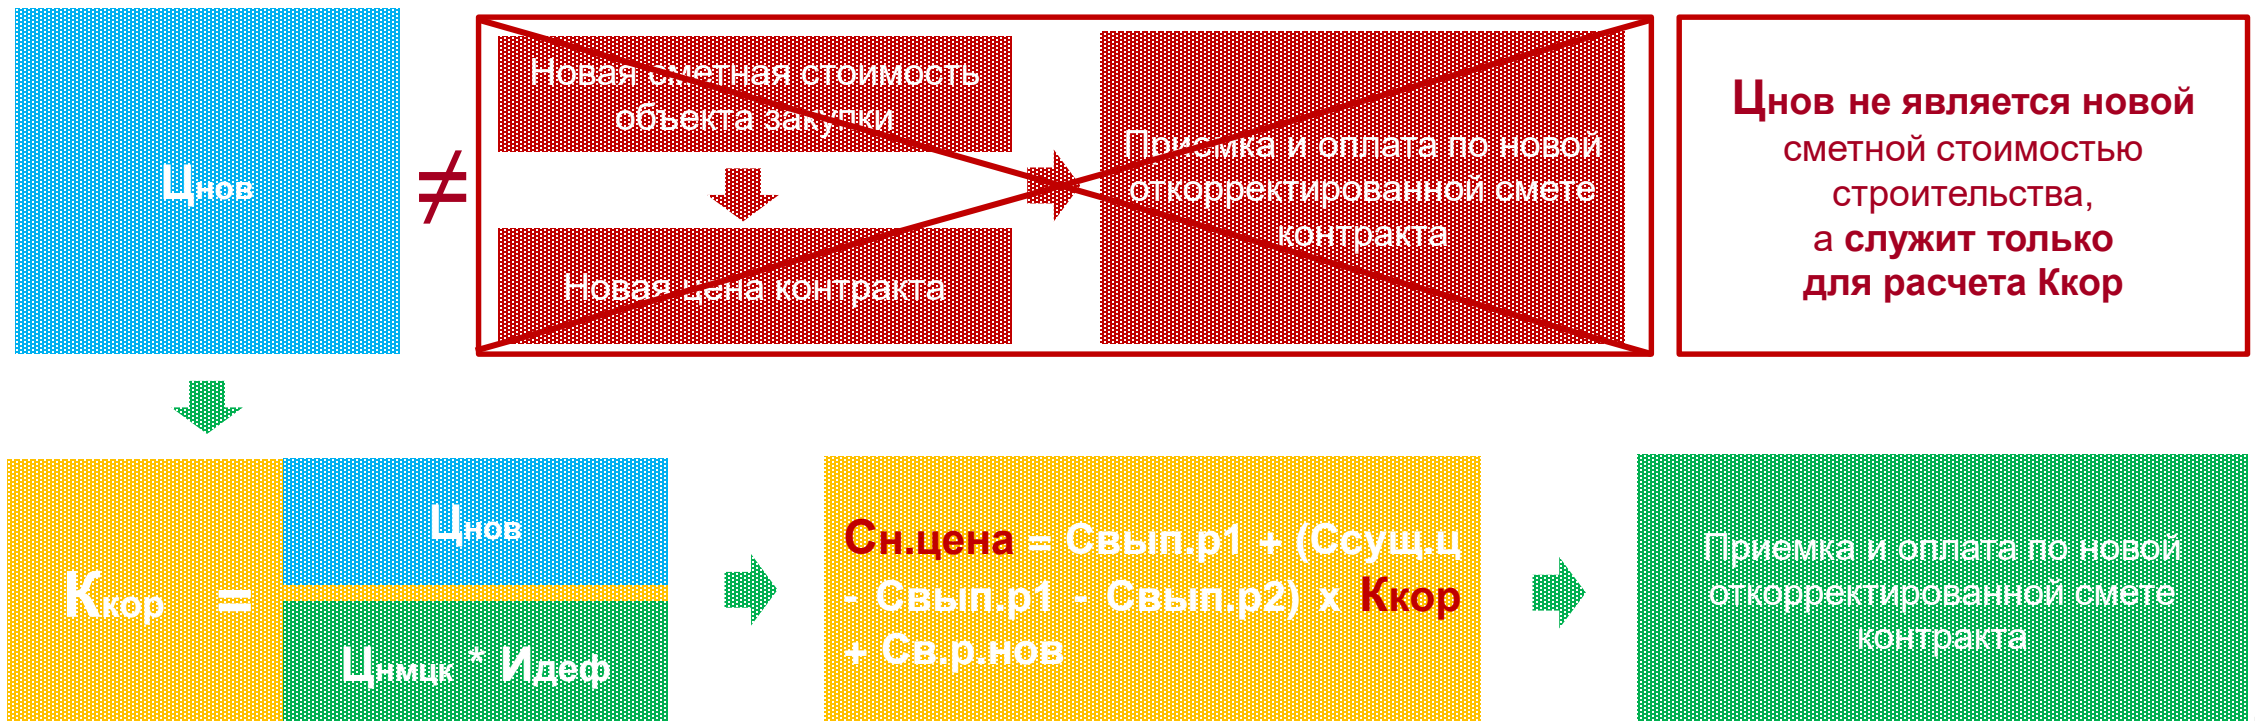 Цнов
≠
Новая сметная стоимость
объекта закупки
Новая цена контракта
Приемка и оплата по новой
откорректированной смете
контракта
Цнов не является новой
сметной стоимостью
строительства,
а служит только
для расчета Ккор
Ккор =
Цнов
Цнмцк * Идеф
Сн.цена = Свып.р1 + (Ссущ.ц
- Свып.р1 - Свып.р2) х Ккор
+ Св.р.нов
Приемка и оплата по новой
откорректированной смете
контракта